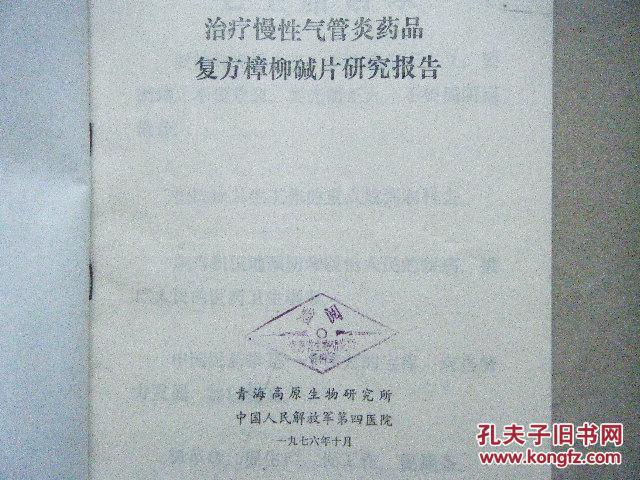 治疗慢性气管炎药品
复方樟柳碱片研究报告
赠阅
青海高原生物研究所
中国人民解放军第四医院
一九七六年十月
孔夫子旧书网
www.kongfz.com